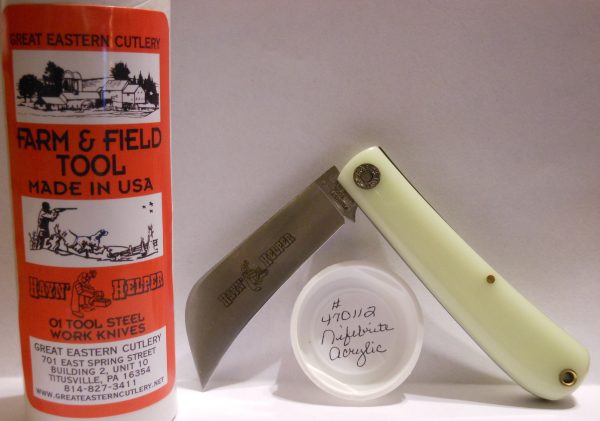 GREAT EASTERN CUTLERY
FARM & FIELD
TOOL
MADE IN USA
HAYN' HELPER
O1 TOOL STEEL
WORK KNIVES
GREAT EASTERN CUTLERY
701 EAST SPRING STREET
BUILDING 2, UNIT 10
TITUSVILLE, PA 16354
814-827-3411
WWW.GREATEASTERNCUTLERY.NET
HAYN' HELPER
#
470112
Nifebrite
acrylic